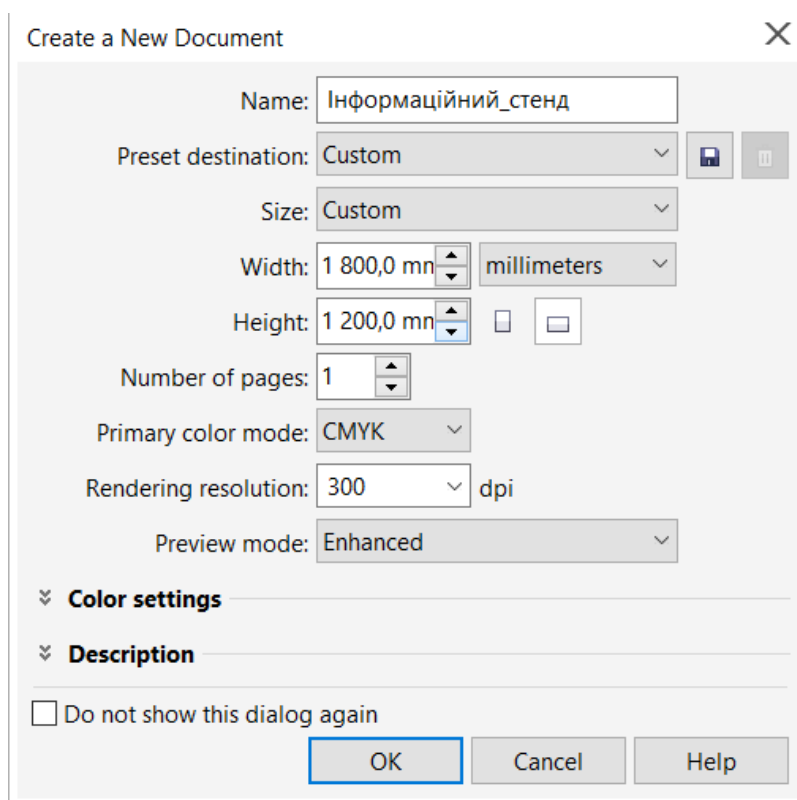 Create a New Document
Name: Інформаційний_стенд
Preset destination: Custom
Size: Custom
Width: 1 800,0 mm millimeters
Height: 1 200,0 mm
Number of pages: 1
Primary color mode: CMYK
Rendering resolution: 300 dpi
Preview mode: Enhanced
Color settings
Description
Do not show this dialog again
OK Cancel Help